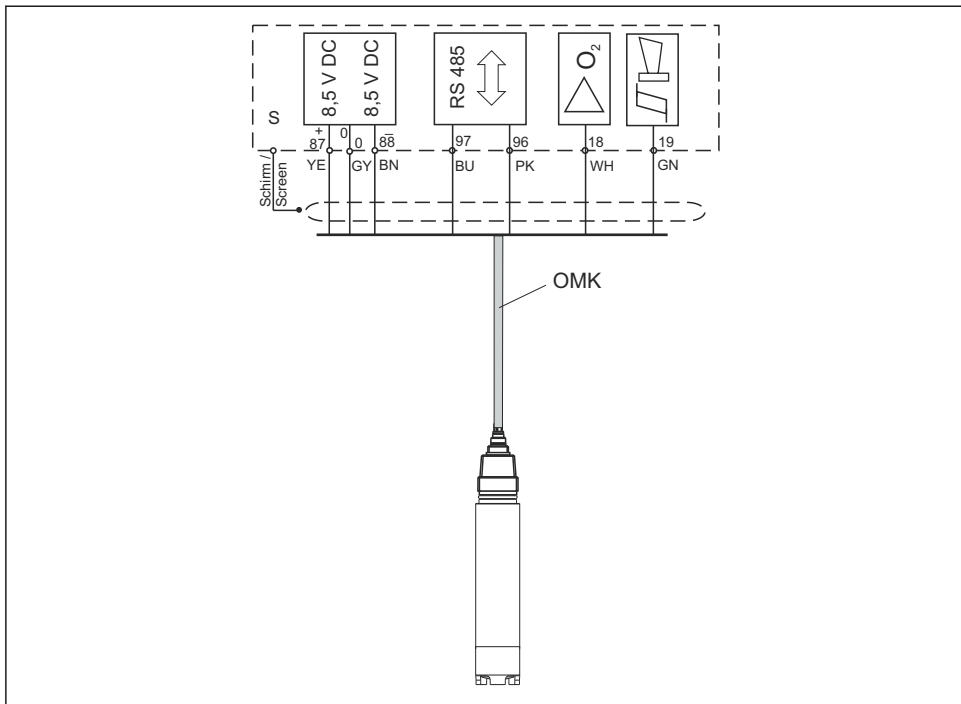 8,5 V DC
8,5 V DC
RS 485
O2
S
+
0
–
87
0
88
97
96
18
19
YE
GY
BN
BU
PK
WH
GN
Schirm /
Screen
OMK